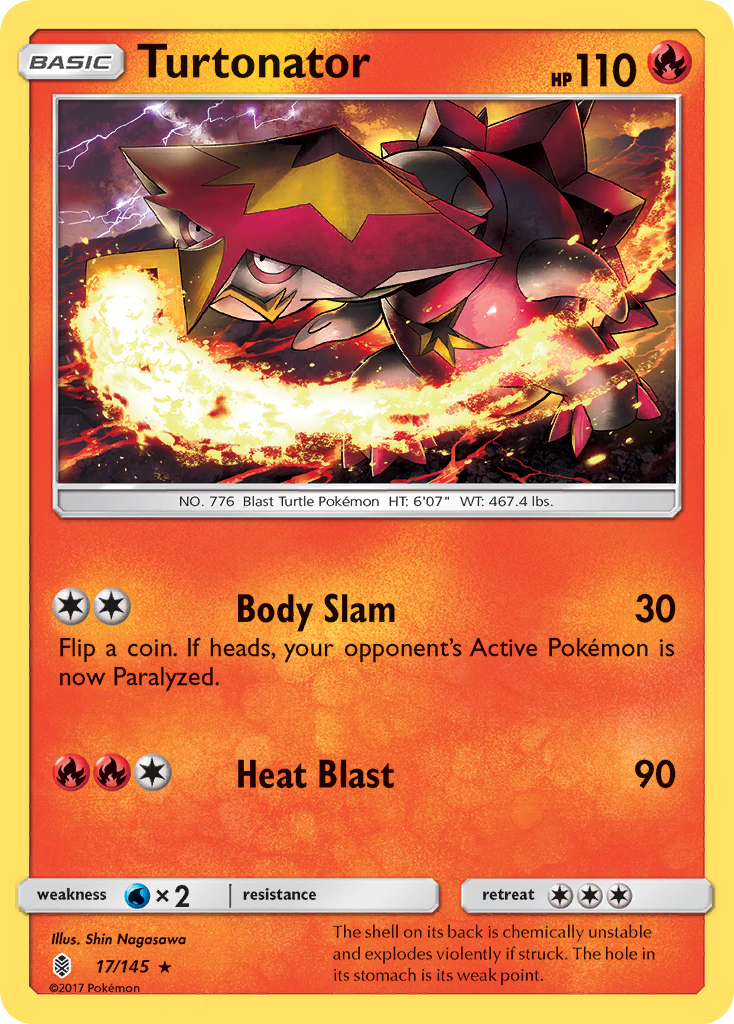 BASIC Turtonator HP 110
NO. 776 Blast Turtle Pokémon HT: 6'07" WT: 467.4 lbs.
Body Slam 30
Flip a coin. If heads, your opponent's Active Pokémon is
now Paralyzed.
Heat Blast 90
weakness × 2 resistance retreat
Illus. Shin Nagasawa
17/145 ★
©2017 Pokémon
The shell on its back is chemically unstable
and explodes violently if struck. The hole in
its stomach is its weak point.